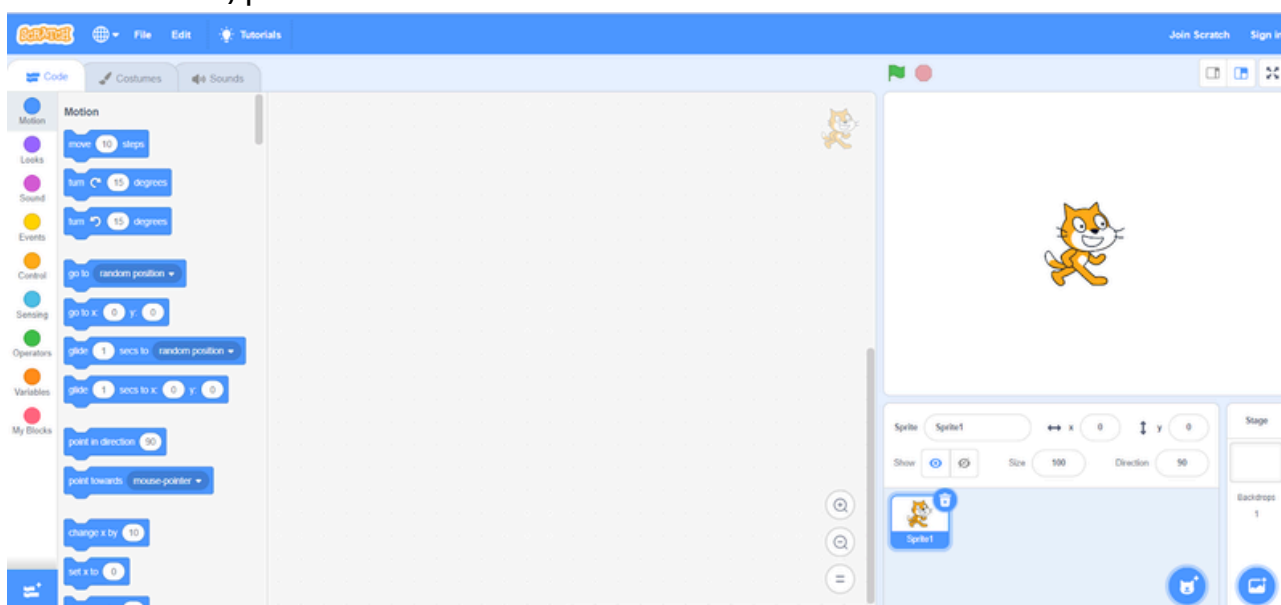 SCRATCH File Edit Tutorials Join Scratch Sign in
Code Costumes Sounds
Motion
Looks
Sound
Events
Control
Sensing
Operators
Variables
My Blocks
Motion
move 10 steps
turn 15 degrees
turn 15 degrees
go to random position
go to x: 0 y: 0
glide 1 secs to random position
glide 1 secs to x: 0 y: 0
point in direction 90
point towards mouse-pointer
change x by 10
set x to 0
Sprite Sprite1 x 0 y 0
Show Size 100 Direction 90
Sprite1
Stage
Backdrops
1